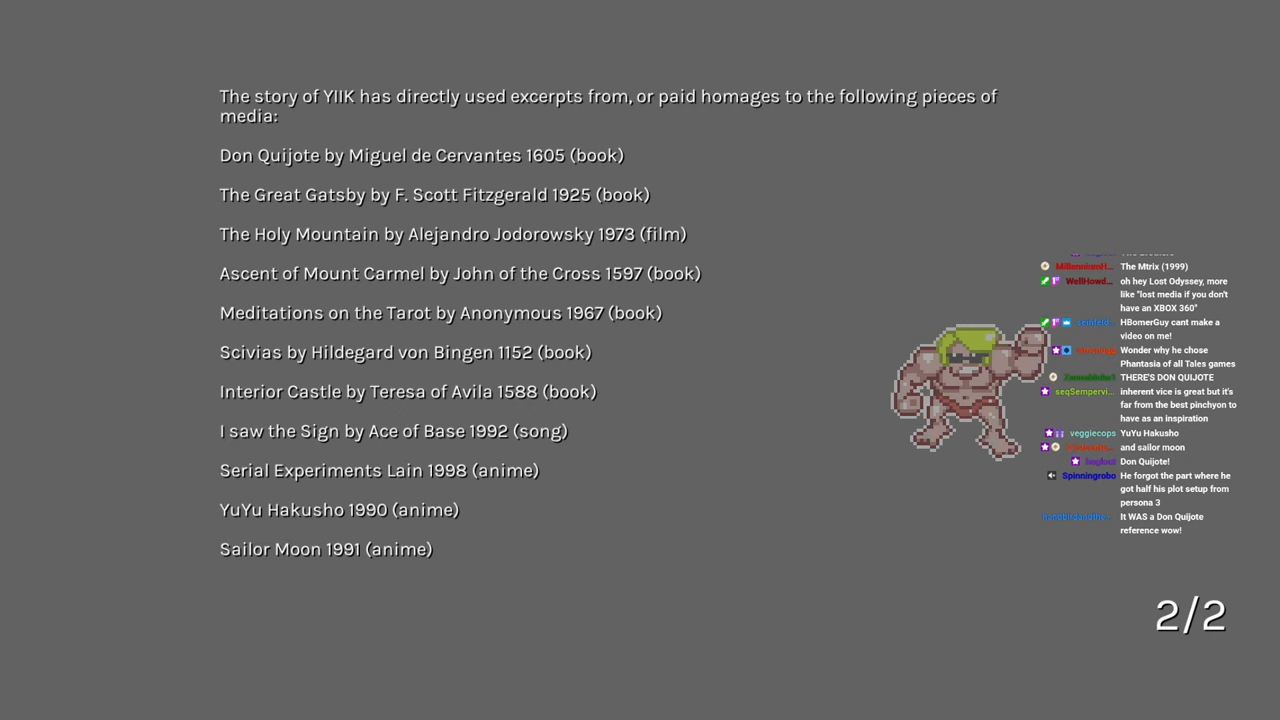 The story of YIIK has directly used excerpts from, or paid homages to the following pieces of
media:
Don Quijote by Miguel de Cervantes 1605 (book)
The Great Gatsby by F. Scott Fitzgerald 1925 (book)
The Holy Mountain by Alejandro Jodorowsky 1973 (film)
Ascent of Mount Carmel by John of the Cross 1597 (book)
Meditations on the Tarot by Anonymous 1967 (book)
Scivias by Hildegard von Bingen 1152 (book)
Interior Castle by Teresa of Avila 1588 (book)
I saw the Sign by Ace of Base 1992 (song)
Serial Experiments Lain 1998 (anime)
YuYu Hakusho 1990 (anime)
Sailor Moon 1991 (anime)
MillenniumH... The Mtrix (1999)
WellHowd... oh hey Lost Odyssey, more
like "lost media if you don't
have an XBOX 360"
HBomerGuy cant make a
video on me!
Wonder why he chose
Phantasia of all Tales games
THERE'S DON QUIJOTE
seqSempervi... inherent vice is great but it's
far from the best pinchyon to
have as an inspiration
veggiecops YuYu Hakusho
and sailor moon
Don Quijote!
Spinningrobo He forgot the part where he
got half his plot setup from
persona 3
It WAS a Don Quijote
reference wow!
2/2